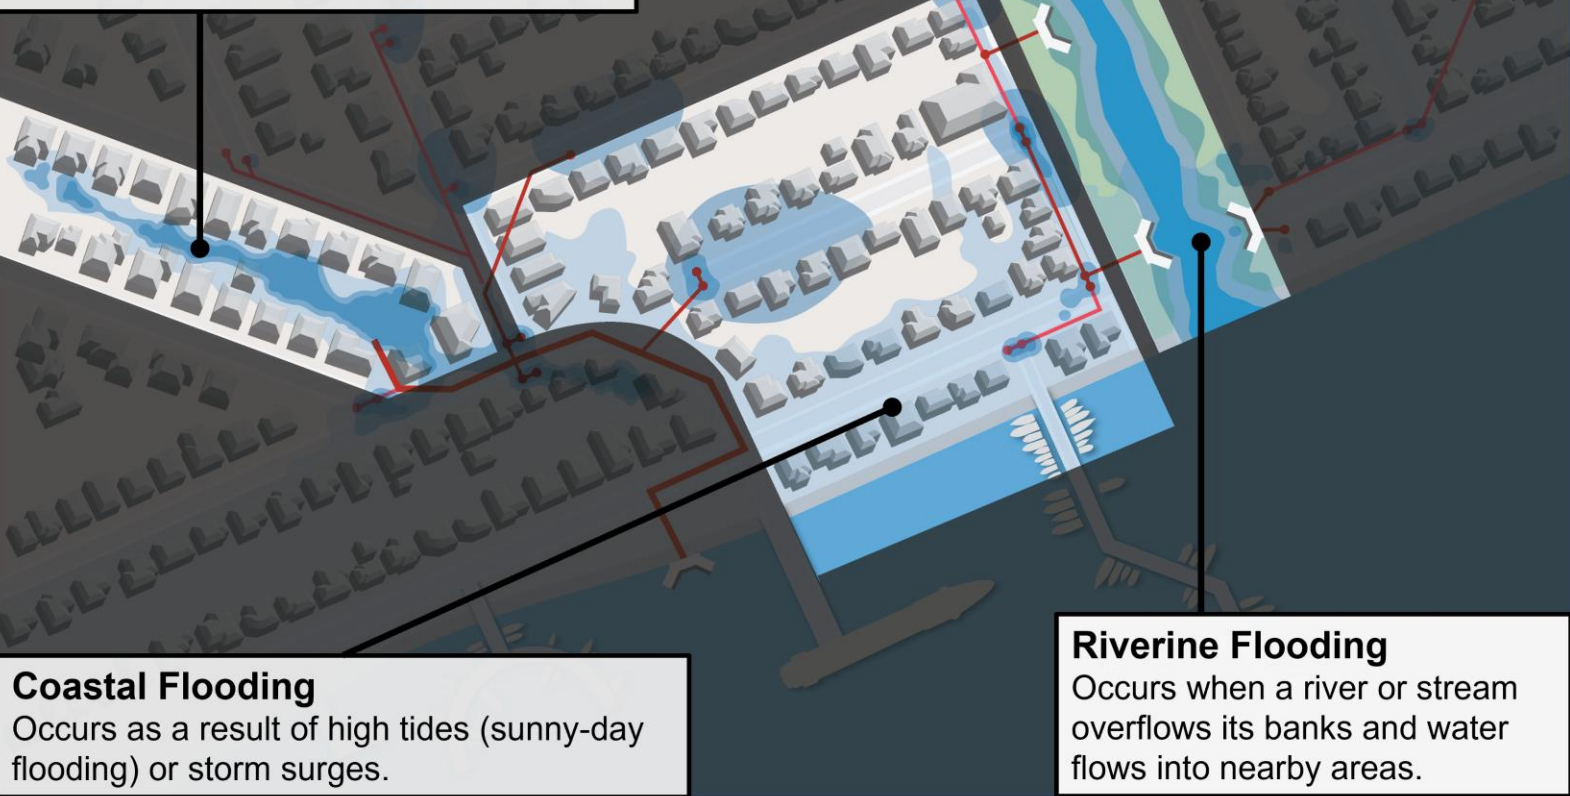 Coastal Flooding
Occurs as a result of high tides (sunny-day
flooding) or storm surges.
Riverine Flooding
Occurs when a river or stream
overflows its banks and water
flows into nearby areas.